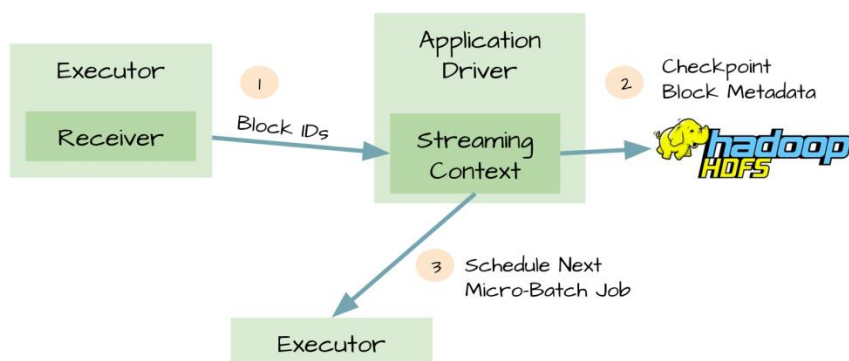 Executor
Receiver
1
Block IDs
Application
Driver
Streaming
Context
2
Checkpoint
Block Metadata
hadoop
HDFS
3
Schedule Next
Micro-Batch Job
Executor